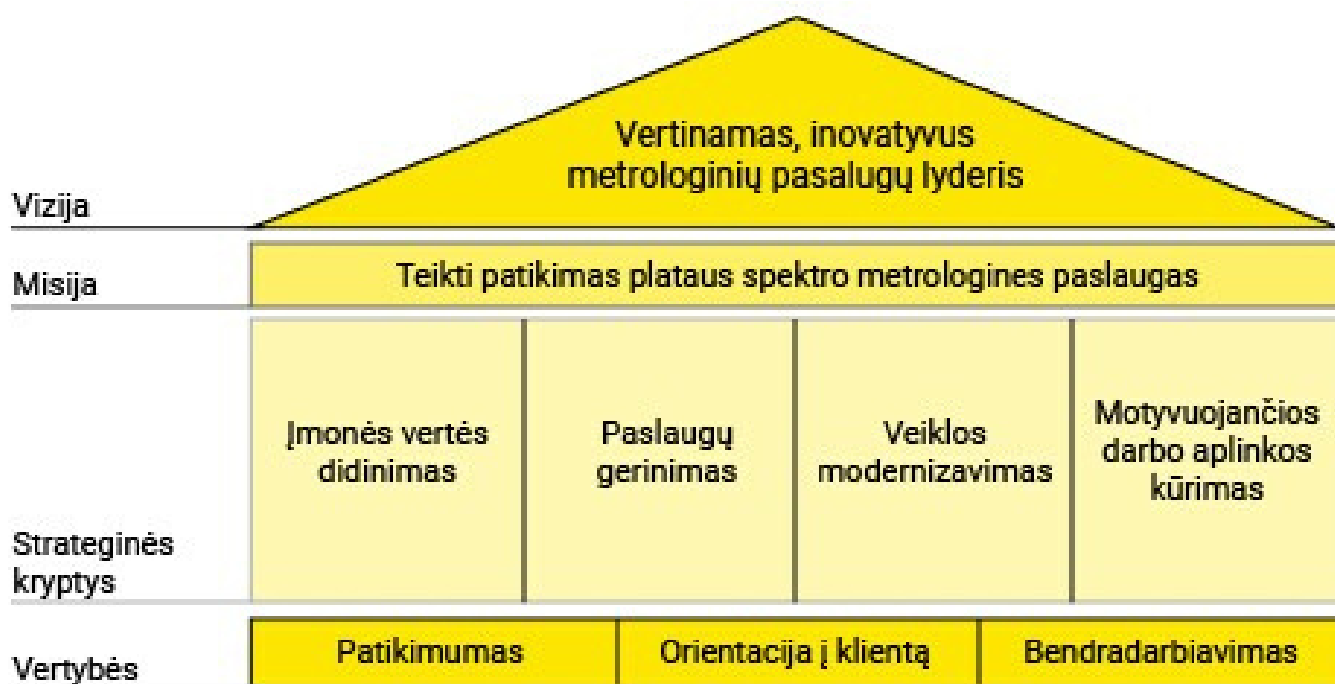 Vertinamas, inovatyvus
metrologinių pasalugų lyderis
Vizija
Misija
Teikti patikimas plataus spektro metrologines paslaugas
Įmonės vertės
didinimas
Paslaugų
gerinimas
Veiklos
modernizavimas
Motyvuojančios
darbo aplinkos
kūrimas
Strateginės
kryptys
Vertybės
Patikimumas
Orientacija į klientą
Bendradarbiavimas